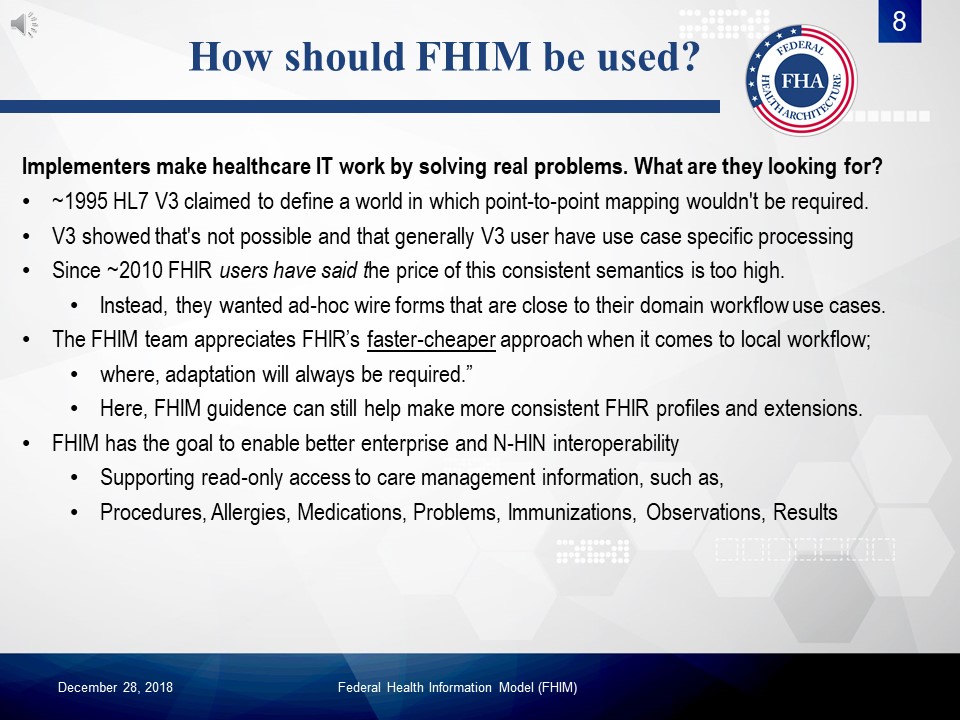 8
How should FHIM be used?
FEDERAL
FHA
HEALTH ARCHITECTURE
Implementers make healthcare IT work by solving real problems. What are they looking for?
• ~1995 HL7 V3 claimed to define a world in which point-to-point mapping wouldn't be required.
• V3 showed that's not possible and that generally V3 user have use case specific processing
• Since ~2010 FHIR users have said the price of this consistent semantics is too high.
• Instead, they wanted ad-hoc wire forms that are close to their domain workflow use cases.
• The FHIM team appreciates FHIR’s faster-cheaper approach when it comes to local workflow;
• where, adaptation will always be required.”
• Here, FHIM guidence can still help make more consistent FHIR profiles and extensions.
• FHIM has the goal to enable better enterprise and N-HIN interoperability
• Supporting read-only access to care management information, such as,
• Procedures, Allergies, Medications, Problems, Immunizations, Observations, Results
December 28, 2018
Federal Health Information Model (FHIM)